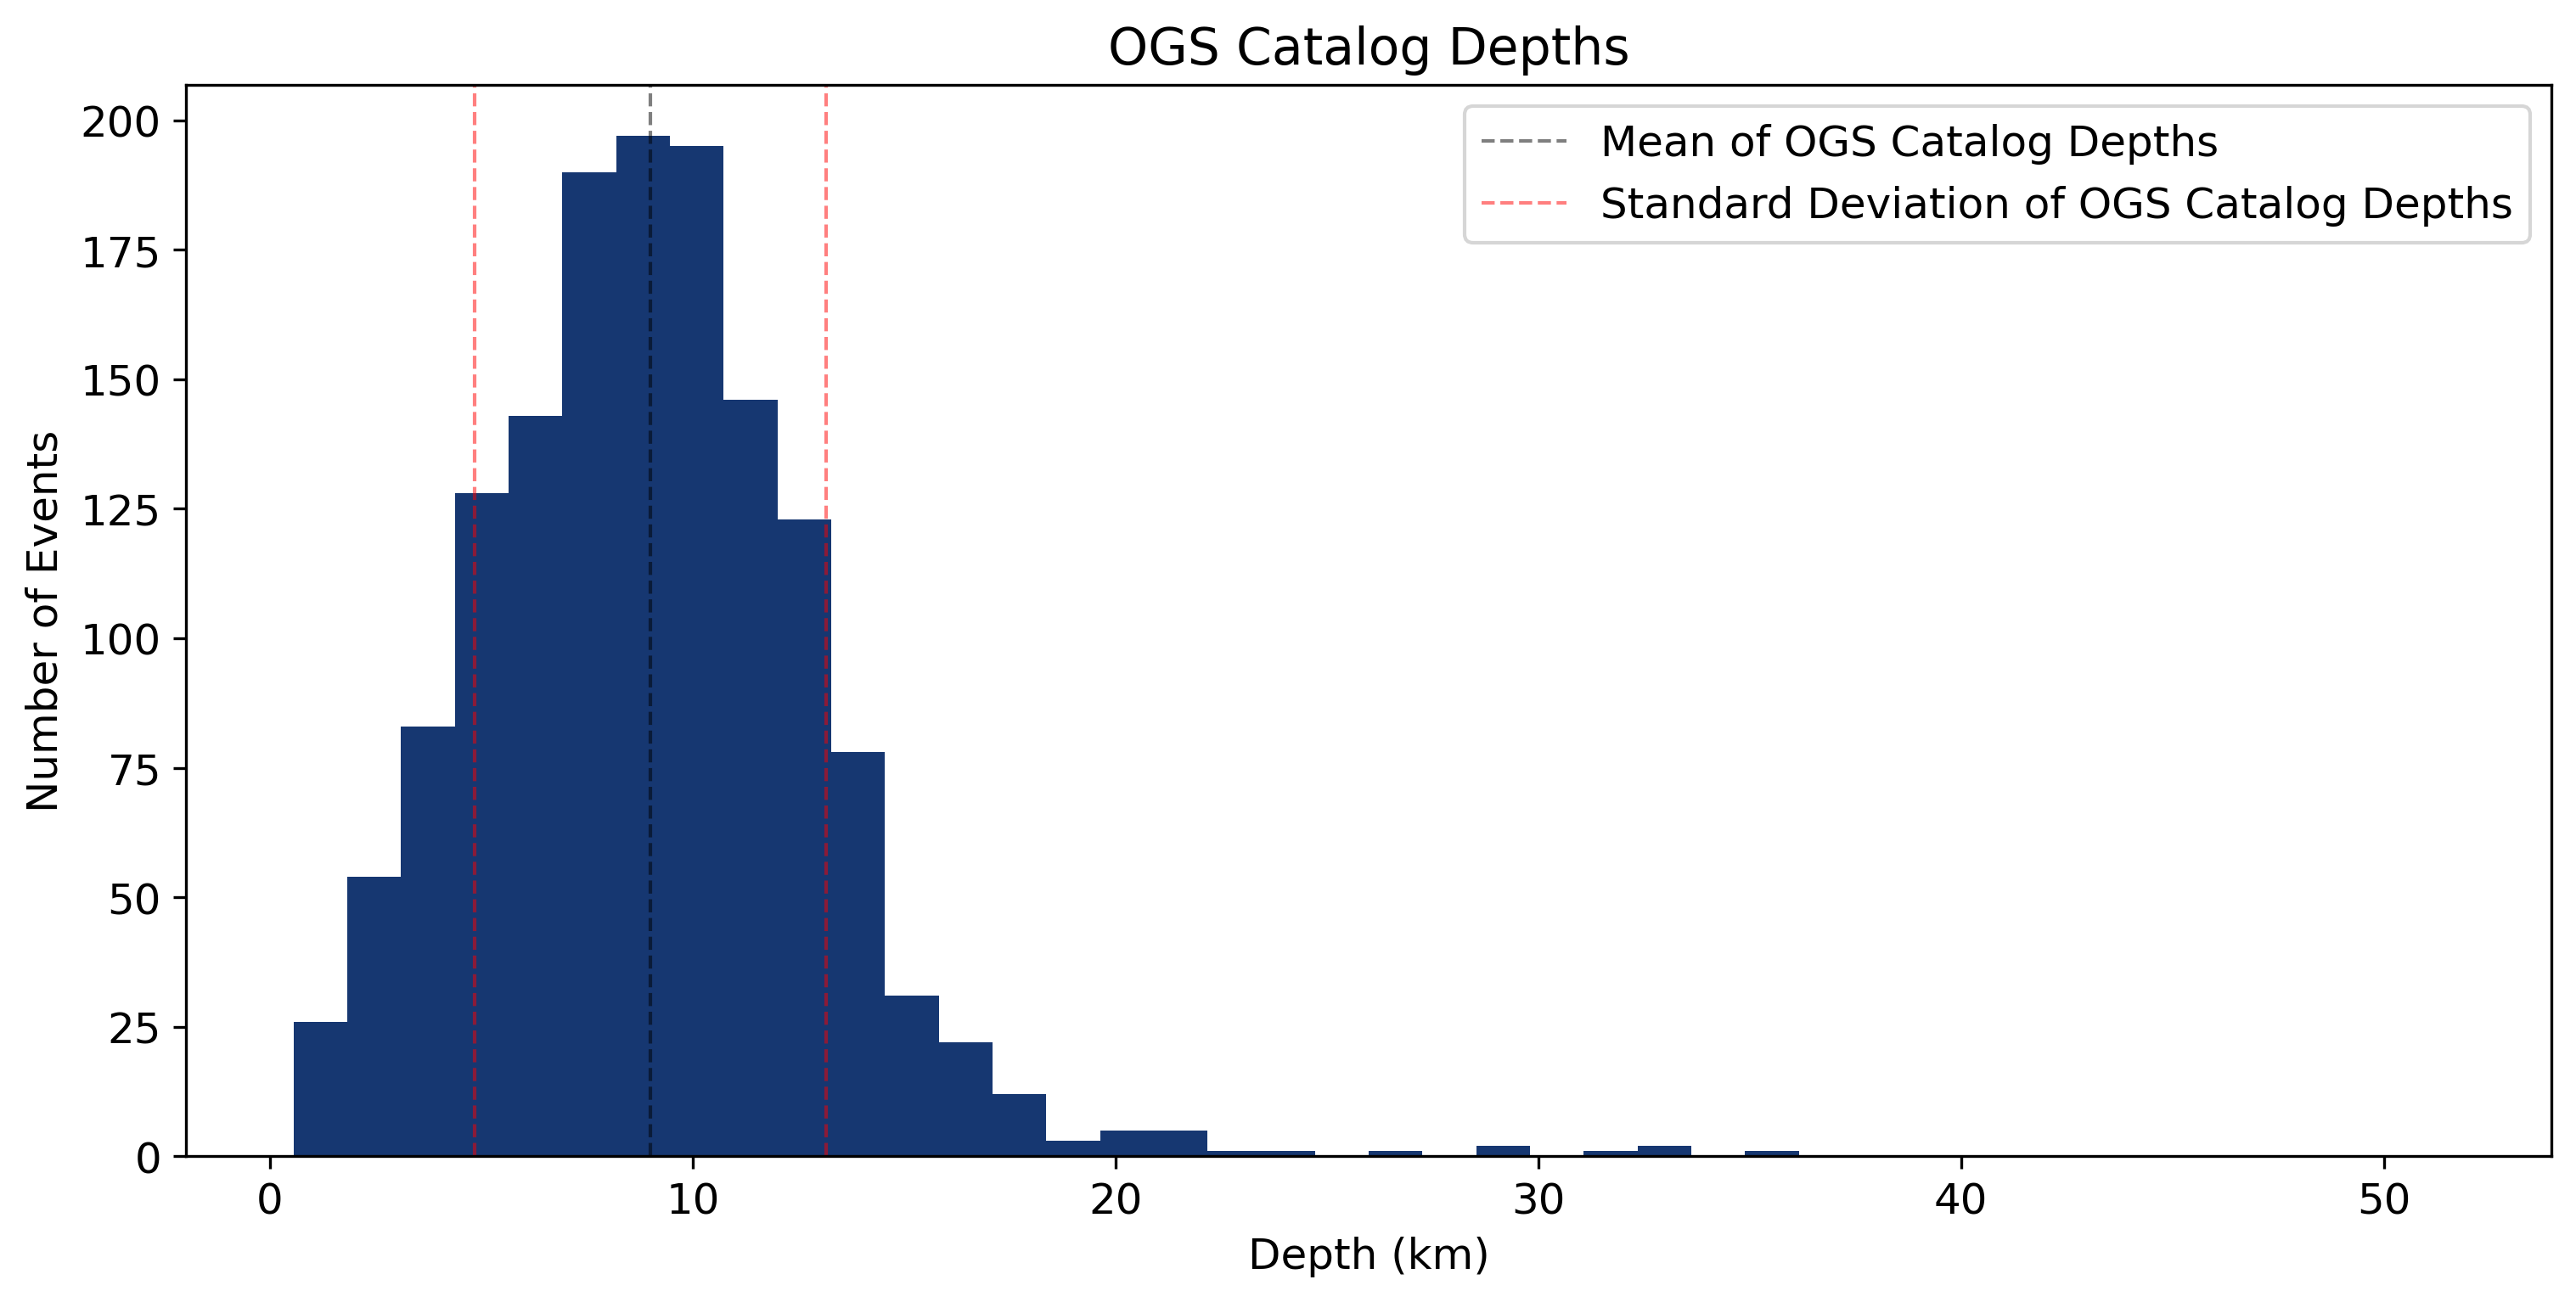 OGS Catalog Depths
Mean of OGS Catalog Depths
Standard Deviation of OGS Catalog Depths
Number of Events
200
175
150
125
100
75
50
25
0
0 10 20 30 40 50
Depth (km)